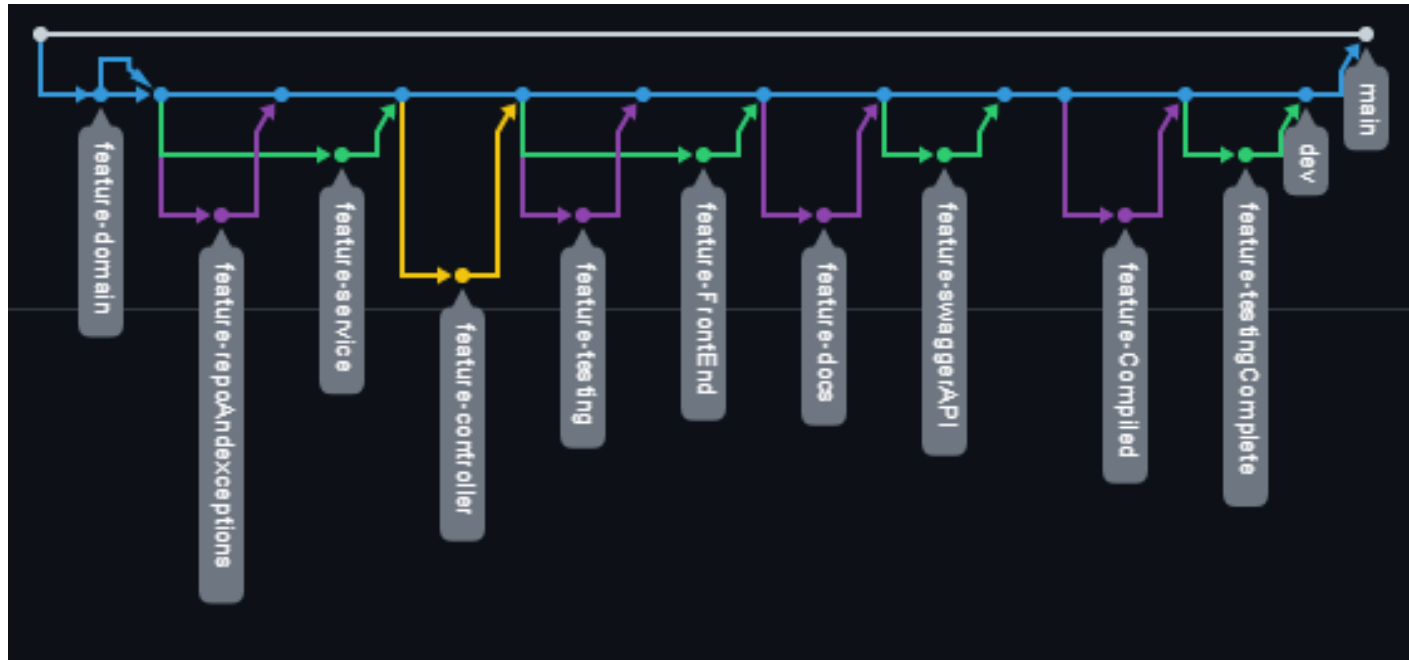 feature-domain
feature-repoAndexceptions
feature-service
feature-controller
feature-testing
feature-FrontEnd
feature-docs
feature-swaggerAPI
feature-Compiled
feature-testingComplete
dev
main